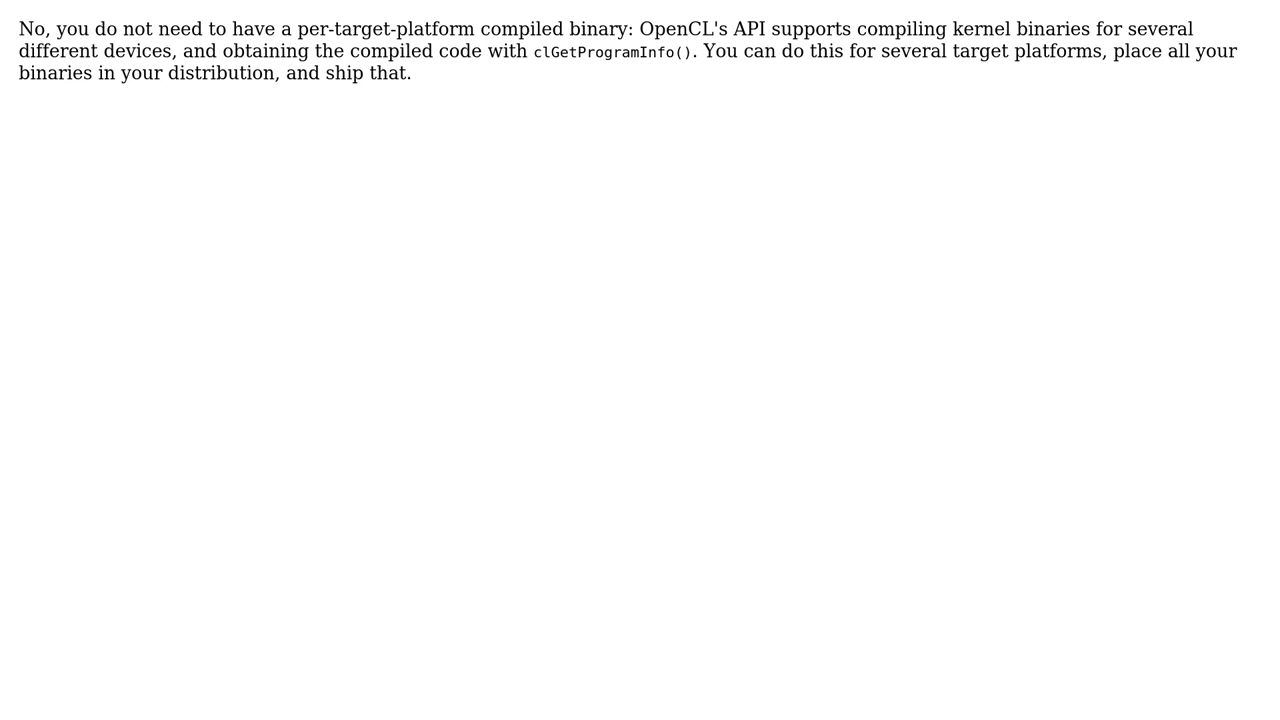 No, you do not need to have a per-target-platform compiled binary: OpenCL's API supports compiling kernel binaries for several
different devices, and obtaining the compiled code with clGetProgramInfo(). You can do this for several target platforms, place all your
binaries in your distribution, and ship that.